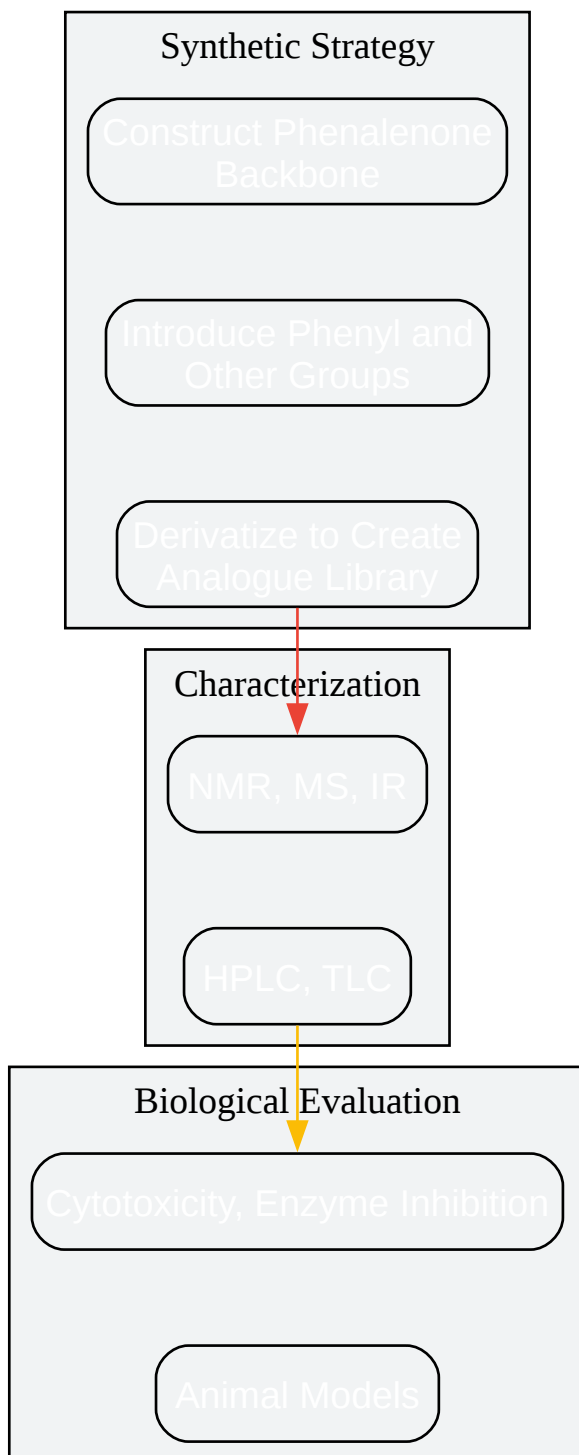 Synthetic Strategy
Construct Phenalenone
Backbone
Introduce Phenyl and
Other Groups
Derivatize to Create
Analogue Library
Characterization
NMR, MS, IR
HPLC, TLC
Biological Evaluation
Cytotoxicity, Enzyme Inhibition
Animal Models